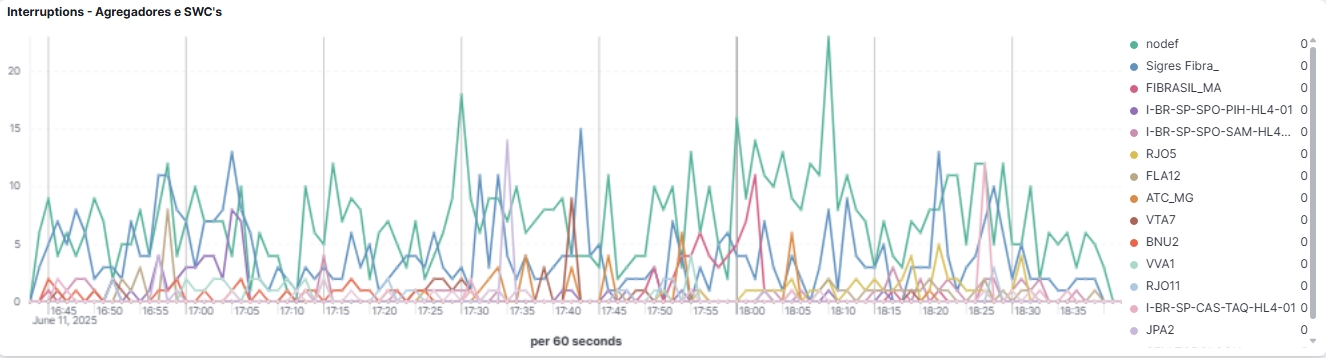 Interruptions - Agregadores e SWC's
20
15
10
5
0
16:45 16:50 16:55 17:00 17:05 17:10 17:15 17:20 17:25 17:30 17:35 17:40 17:45 17:50 17:55 18:00 18:05 18:10 18:15 18:20 18:25 18:30 18:35
June 11, 2025
per 60 seconds
nodef 0
Sigres Fibra_ 0
FIBRASIL_MA 0
I-BR-SP-SPO-PIH-HL4-01 0
I-BR-SP-SPO-SAM-HL4... 0
RJO5 0
FLA12 0
ATC_MG 0
VTA7 0
BNU2 0
VVA1 0
RJO11 0
I-BR-SP-CAS-TAQ-HL4-01 0
JPA2 0